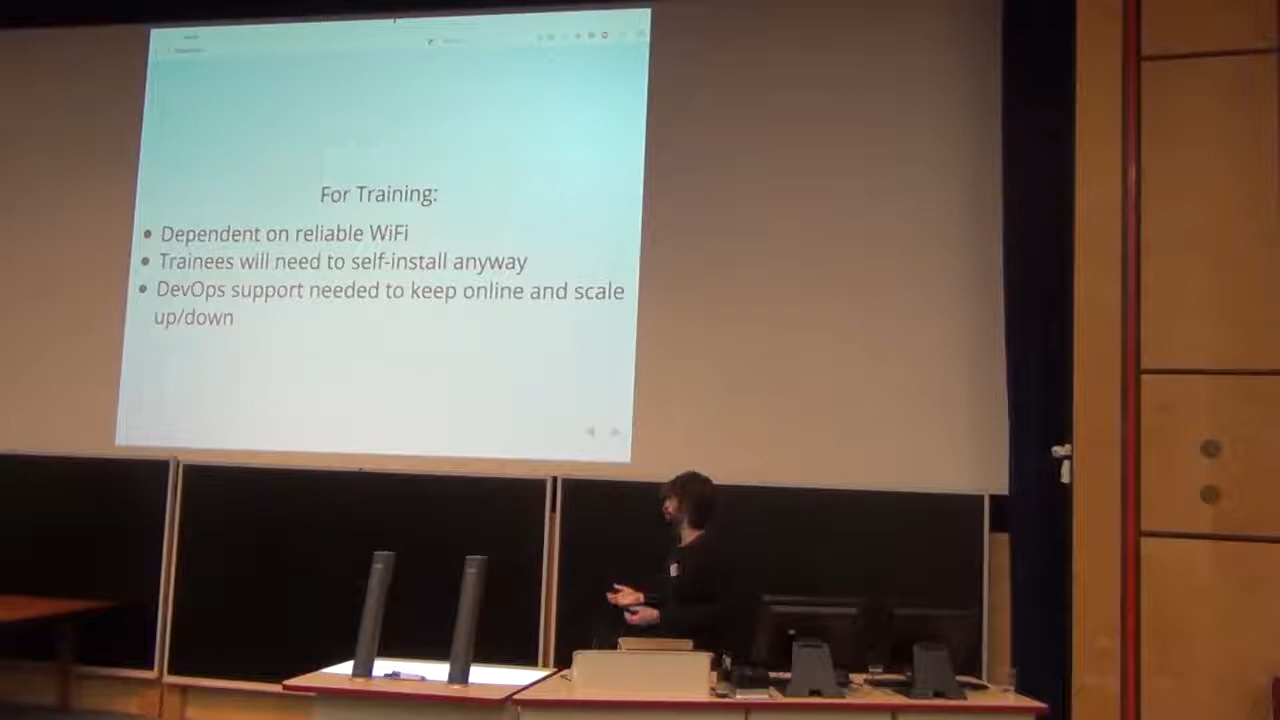 For Training:
• Dependent on reliable WiFi
• Trainees will need to self-install anyway
• DevOps support needed to keep online and scale
up/down